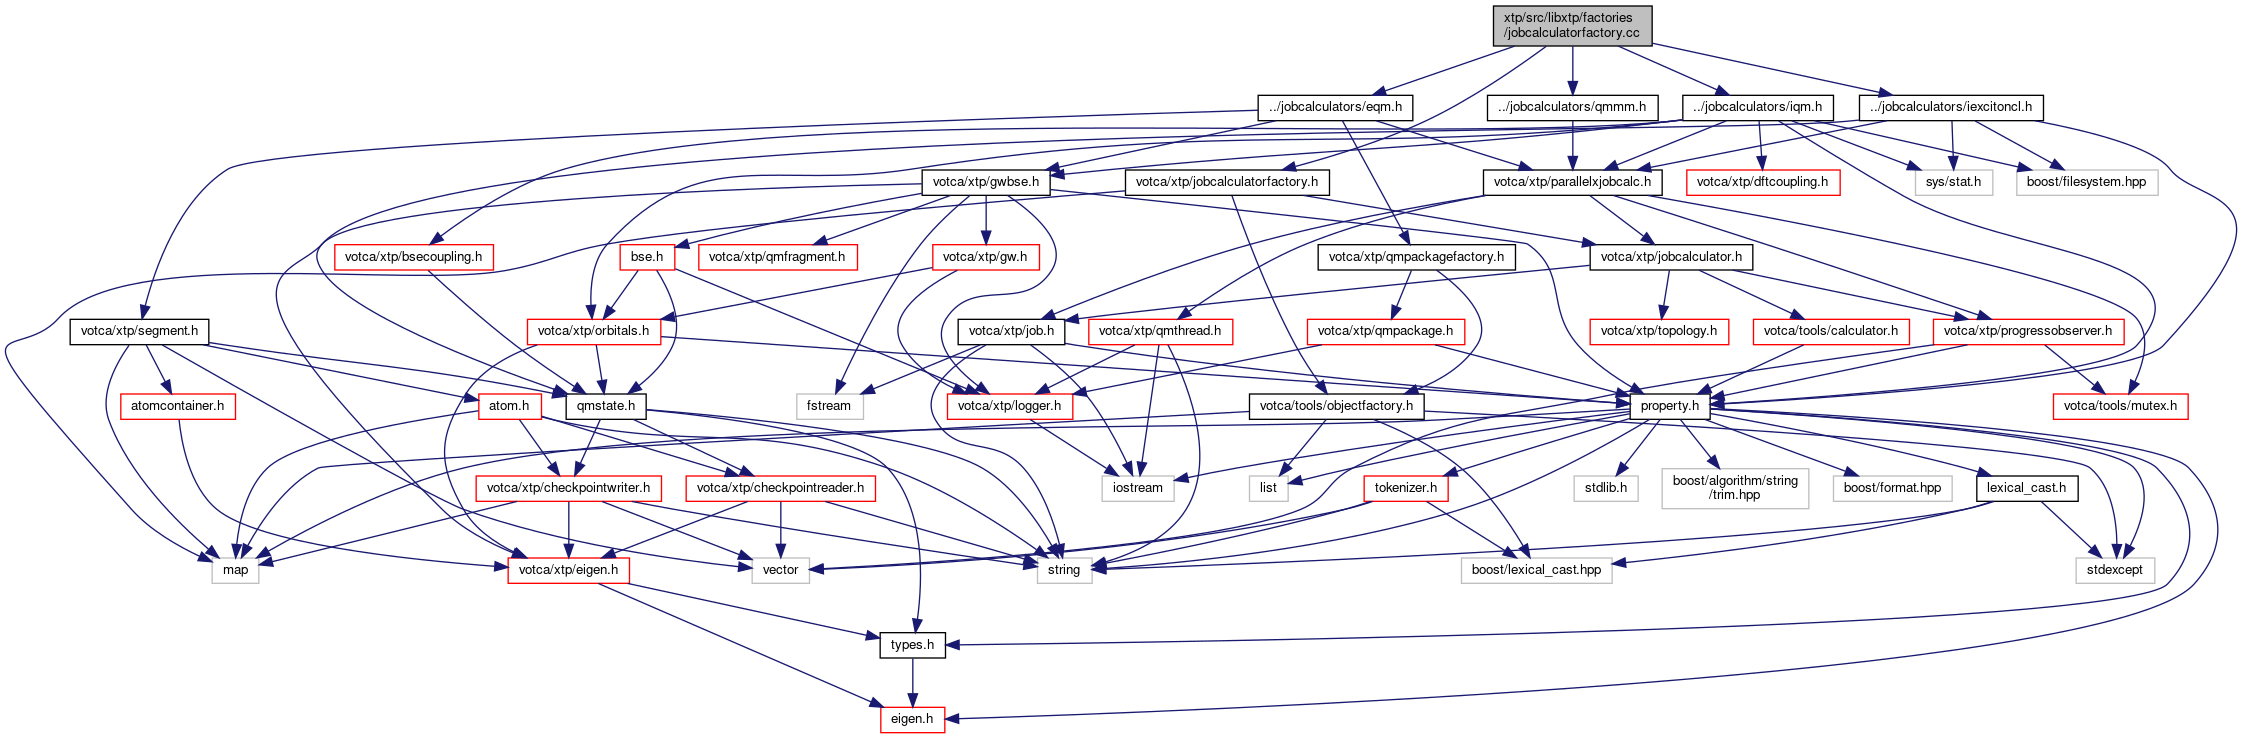 xtp/src/libxtp/factories
/jobcalculatorfactory.cc
../jobcalculators/eqm.h
../jobcalculators/qmmm.h
../jobcalculators/iqm.h
../jobcalculators/iexcitoncl.h
votca/xtp/gwbse.h
votca/xtp/jobcalculatorfactory.h
votca/xtp/parallelxjobcalc.h
votca/xtp/dftcoupling.h
sys/stat.h
boost/filesystem.hpp
votca/xtp/bsecoupling.h
bse.h
votca/xtp/qmfragment.h
votca/xtp/gw.h
votca/xtp/qmpackagefactory.h
votca/xtp/jobcalculator.h
votca/xtp/segment.h
votca/xtp/orbitals.h
votca/xtp/job.h
votca/xtp/qmthread.h
votca/xtp/qmpackage.h
votca/xtp/topology.h
votca/tools/calculator.h
votca/xtp/progressobserver.h
atomcontainer.h
atom.h
qmstate.h
fstream
votca/xtp/logger.h
votca/tools/objectfactory.h
property.h
votca/tools/mutex.h
votca/xtp/checkpointwriter.h
votca/xtp/checkpointreader.h
iostream
list
tokenizer.h
stdlib.h
boost/algorithm/string
/trim.hpp
boost/format.hpp
lexical_cast.h
map
votca/xtp/eigen.h
vector
string
boost/lexical_cast.hpp
stdexcept
types.h
eigen.h